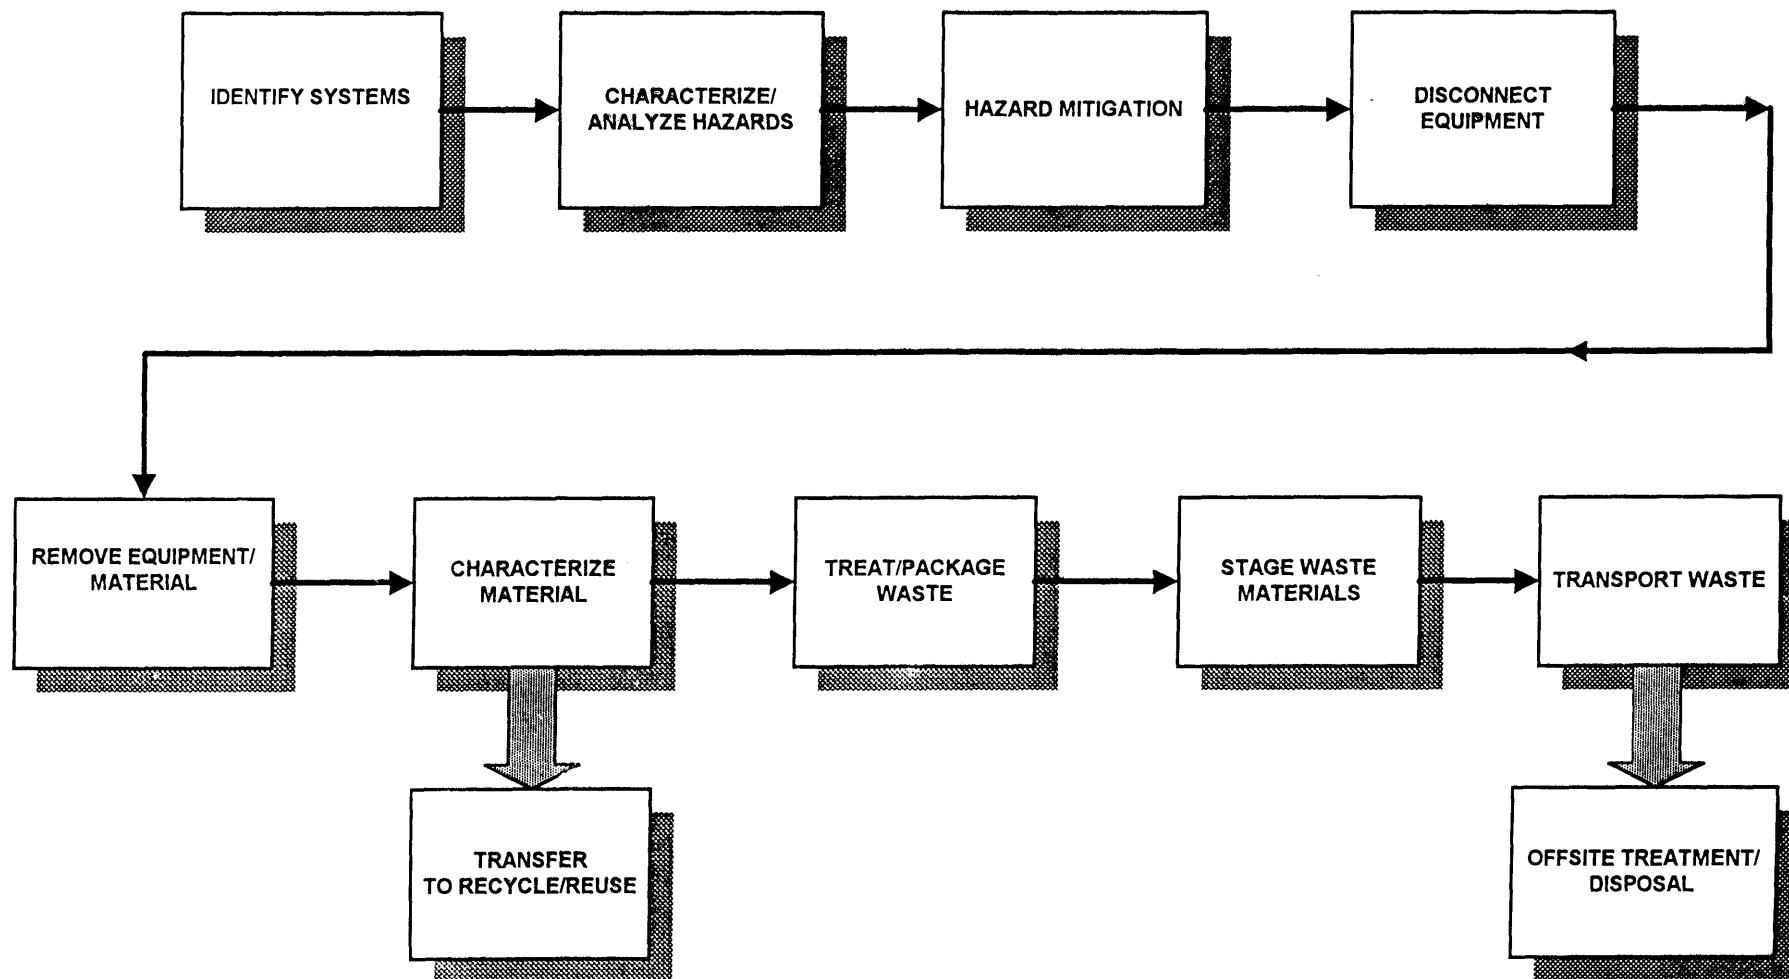 IDENTIFY SYSTEMS
CHARACTERIZE/
ANALYZE HAZARDS
HAZARD MITIGATION
DISCONNECT
EQUIPMENT
REMOVE EQUIPMENT/
MATERIAL
CHARACTERIZE
MATERIAL
TREAT/PACKAGE
WASTE
STAGE WASTE
MATERIALS
TRANSPORT WASTE
TRANSFER
TO RECYCLE/REUSE
OFFSITE TREATMENT/
DISPOSAL